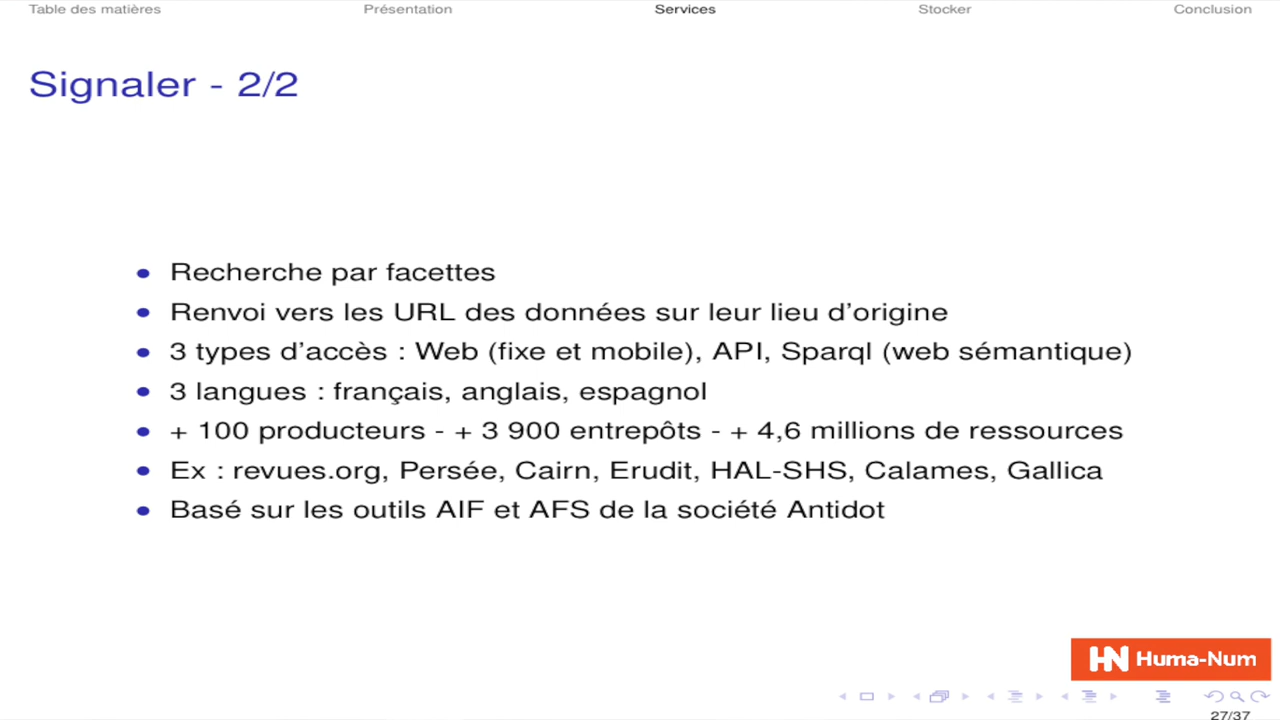 Table des matières Présentation Services Stocker Conclusion
Signaler - 2/2
Recherche par facettes
Renvoi vers les URL des données sur leur lieu d'origine
3 types d'accès : Web (fixe et mobile), API, Sparql (web sémantique)
3 langues : français, anglais, espagnol
+ 100 producteurs - + 3 900 entrepôts - + 4,6 millions de ressources
Ex : revues.org, Persée, Cairn, Erudit, HAL-SHS, Calames, Gallica
Basé sur les outils AIF et AFS de la société Antidot
HN Huma-Num
27/37